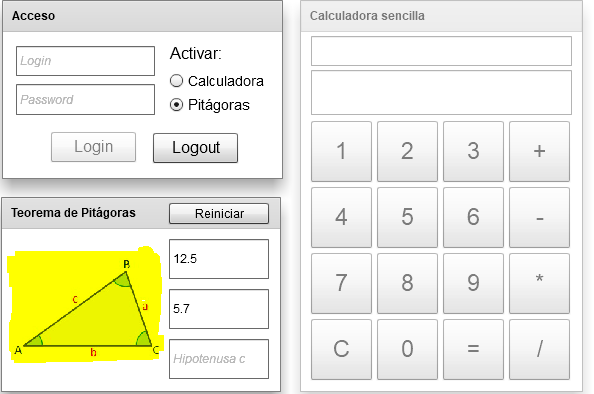 Acceso
Login
Password
Activar:
Calculadora
Pitágoras
Login
Logout
Teorema de Pitágoras
Reiniciar
B
c
a
A
b
C
12.5
5.7
Hipotenusa c
Calculadora sencilla
1 2 3 +
4 5 6 -
7 8 9 *
C 0 = /